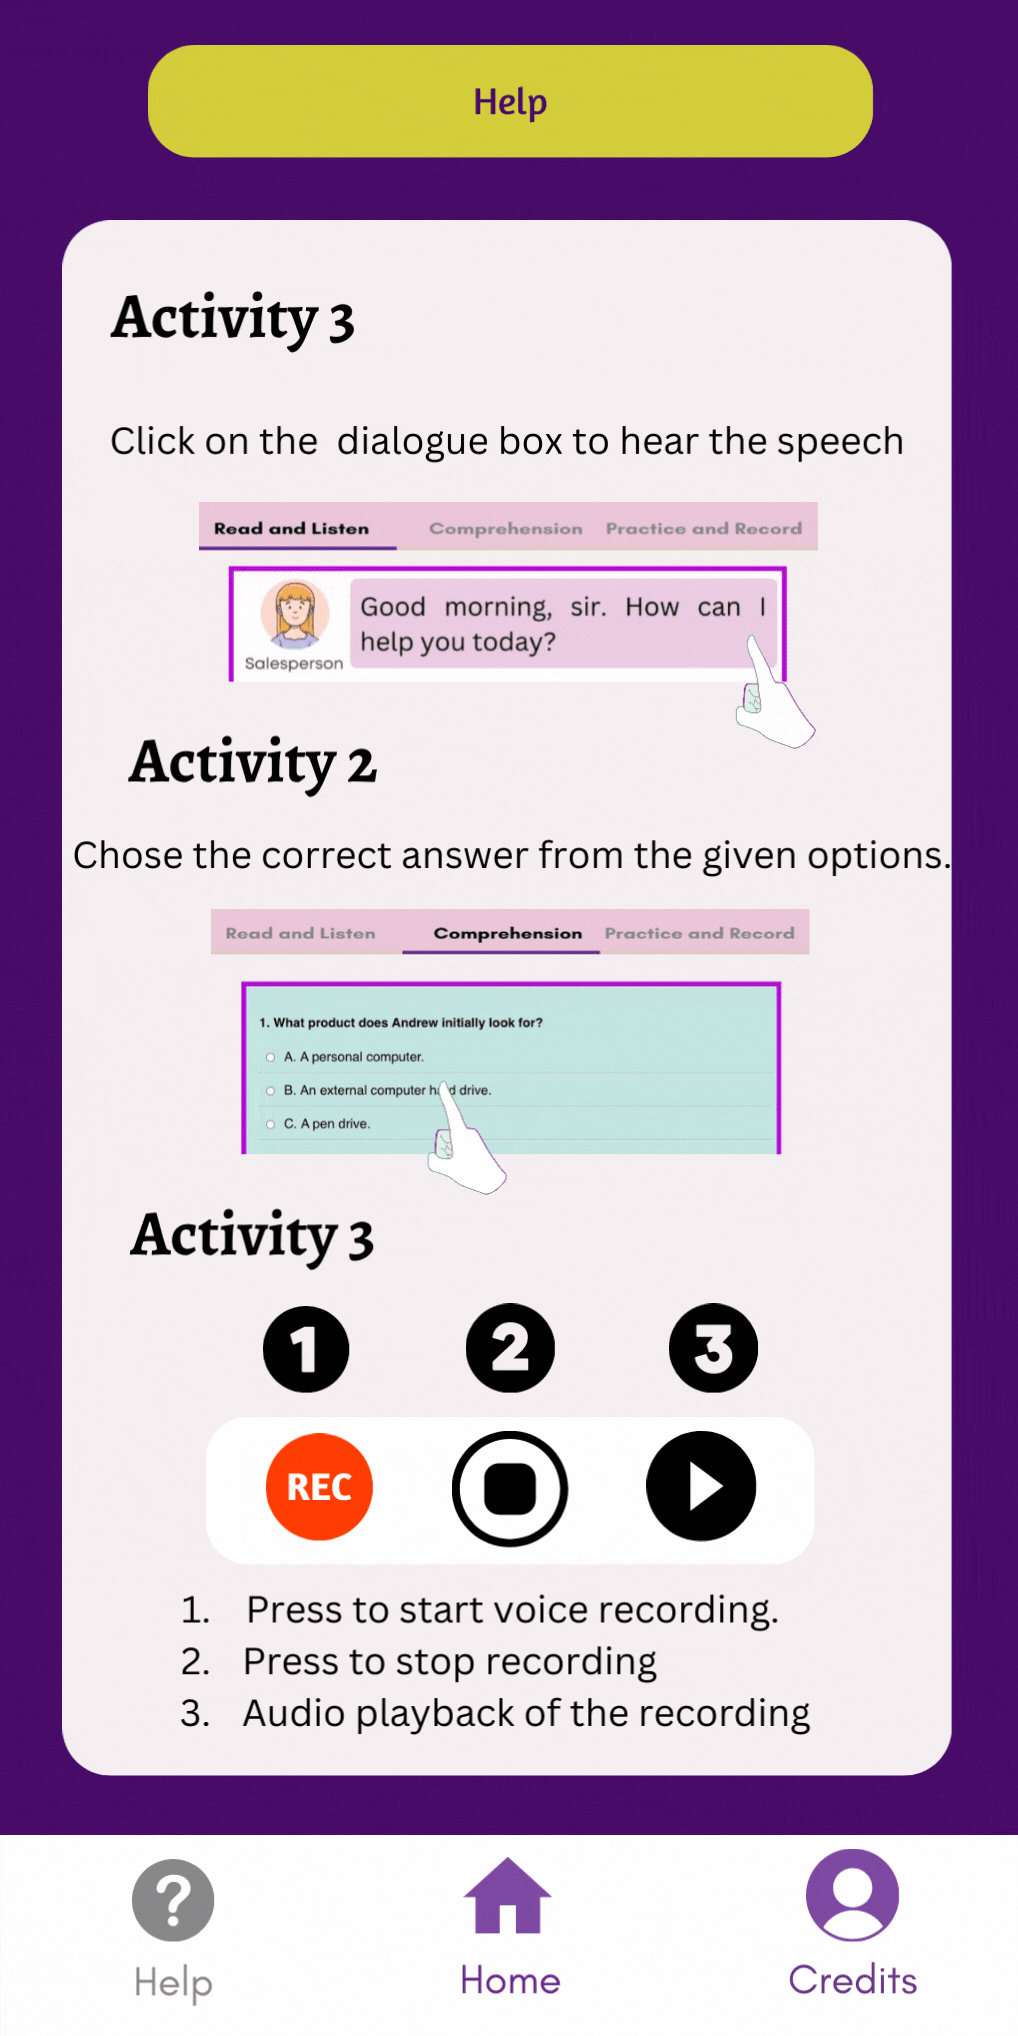 Help
Activity 3
Click on the dialogue box to hear the speech
Read and Listen Comprehension Practice and Record
Good morning, sir. How can I
help you today?
Salesperson
Activity 2
Chose the correct answer from the given options.
Read and Listen Comprehension Practice and Record
1. What product does Andrew initially look for?
A. A personal computer.
B. An external computer hard drive.
C. A pen drive.
Activity 3
1 2 3
REC
1. Press to start voice recording.
2. Press to stop recording
3. Audio playback of the recording
?
Help Home Credits